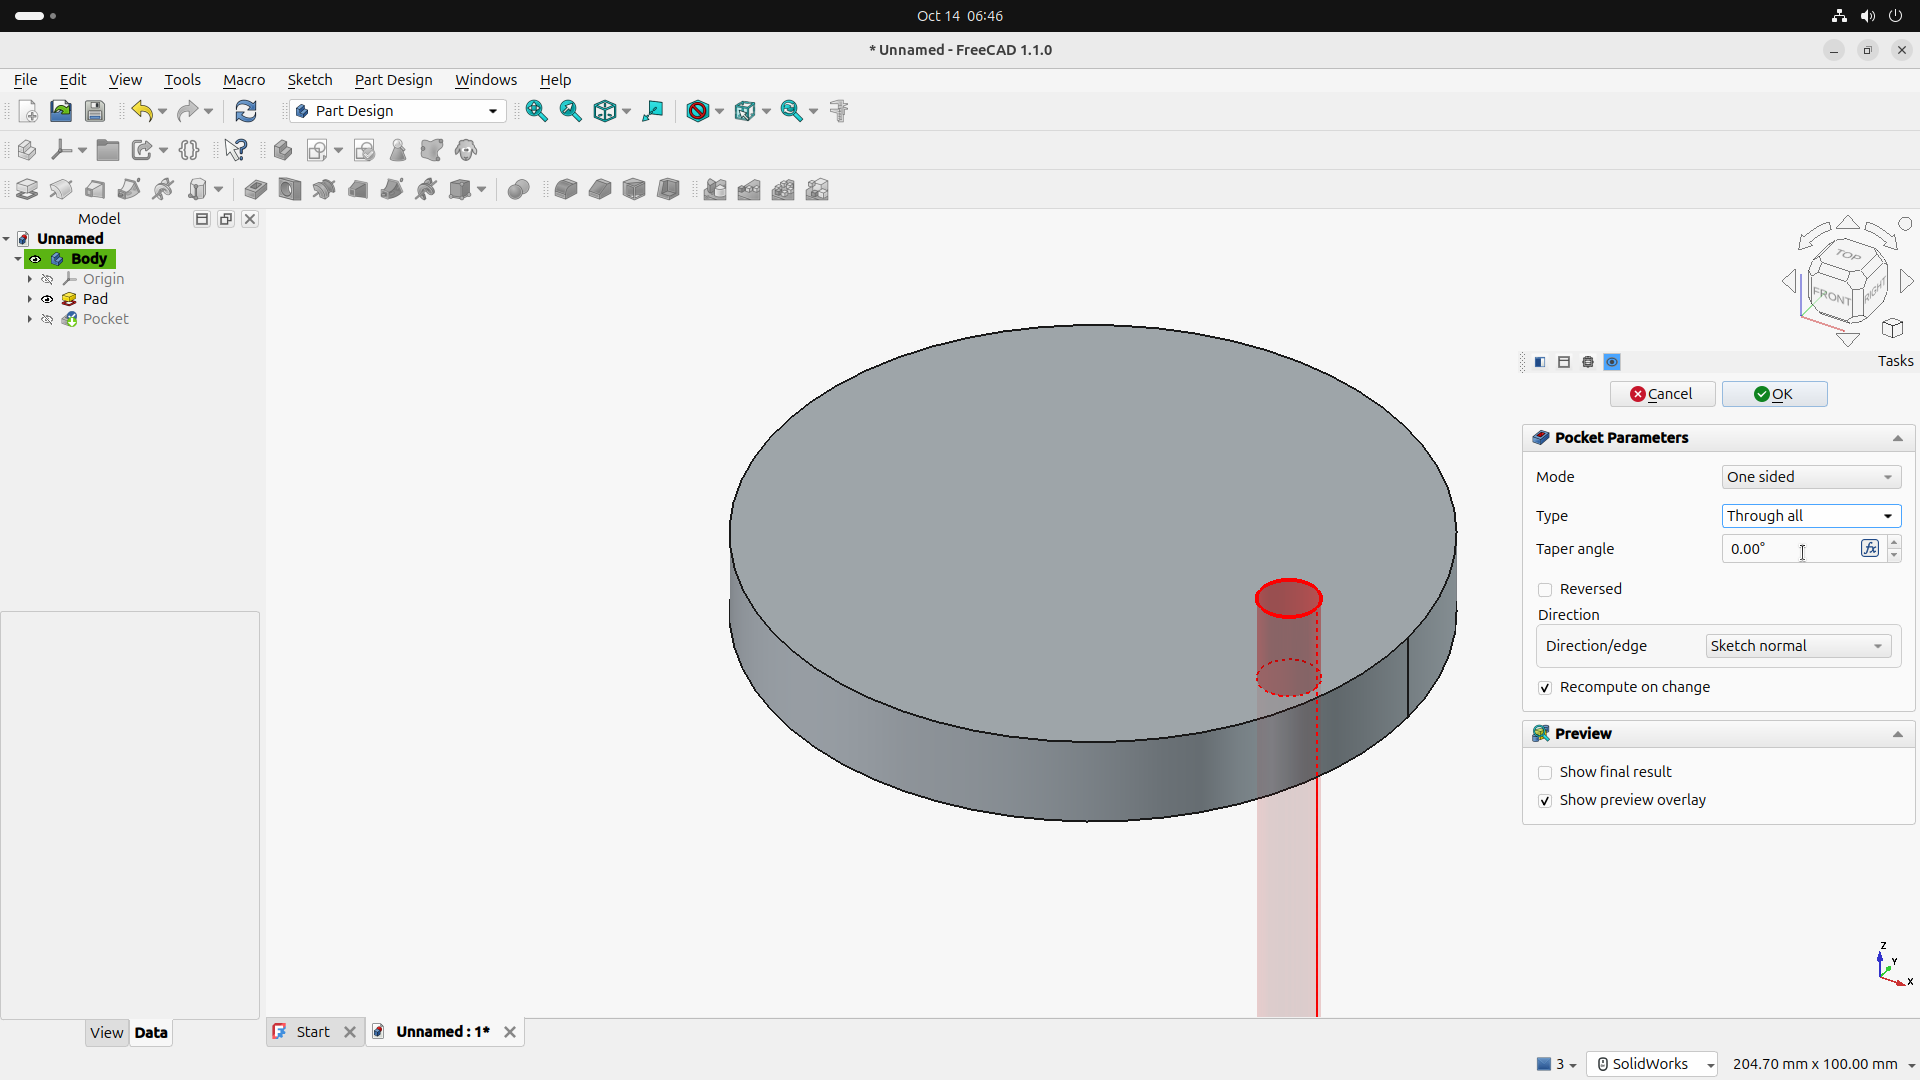 Oct 14 06:46
* Unnamed - FreeCAD 1.1.0
File Edit View Tools Macro Sketch Part Design Windows Help
Part Design
Model
Unnamed
Body
Origin
Pad
Pocket
TOP
FRONT
RIGHT
Tasks
Cancel
OK
Pocket Parameters
Mode One sided
Type Through all
Taper angle 0.00°
Reversed
Direction
Direction/edge Sketch normal
Recompute on change
Preview
Show final result
Show preview overlay
Z
Y
X
View Data
Start
Unnamed : 1*
3
SolidWorks
204.70 mm x 100.00 mm